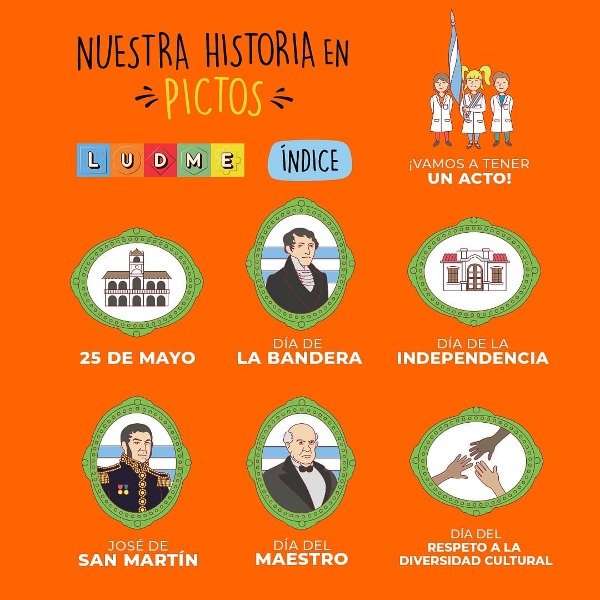 NUESTRA HISTORIA EN
PICTOS
LUDME
ÍNDICE
¡VAMOS A TENER
UN ACTO!
25 DE MAYO
DÍA DE
LA BANDERA
DÍA DE LA
INDEPENDENCIA
JOSÉ DE
SAN MARTÍN
DÍA DEL
MAESTRO
DÍA DEL
RESPETO A LA
DIVERSIDAD CULTURAL